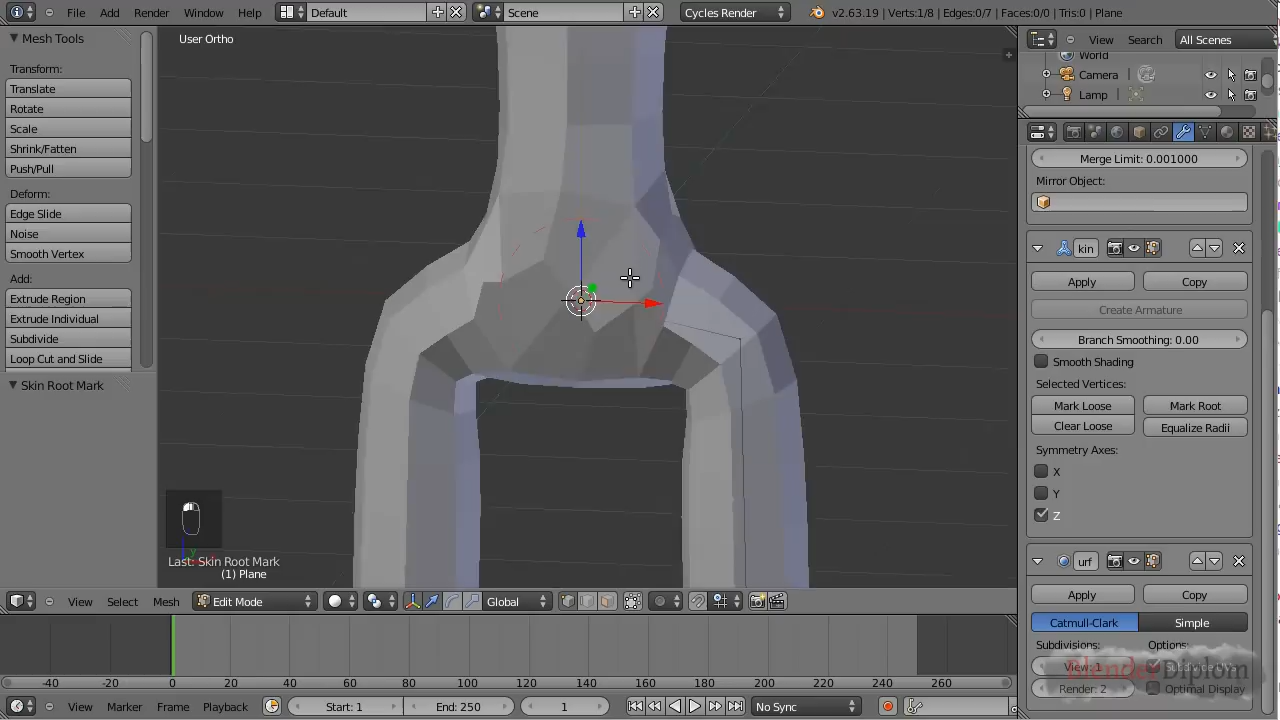 File Add Render Window Help Default Scene Cycles Render v2.63.19 | Verts:1/8 | Edges:0/7 | Faces:0/0 | Tris:0 | Plane
Mesh Tools
Transform:
Translate
Rotate
Scale
Shrink/Fatten
Push/Pull
Deform:
Edge Slide
Noise
Smooth Vertex
Add:
Extrude Region
Extrude Individual
Subdivide
Loop Cut and Slide
Skin Root Mark
User Ortho
Last: Skin Root Mark
(1) Plane
View Select Mesh Edit Mode Global
View Search All Scenes
World
Camera
Lamp
Merge Limit: 0.001000
Mirror Object:
kin
Apply Copy
Create Armature
Branch Smoothing: 0.00
Smooth Shading
Selected Vertices:
Mark Loose Mark Root
Clear Loose Equalize Radii
Symmetry Axes:
X
Y
Z
urf
Apply Copy
Catmull-Clark Simple
Subdivisions: Options:
View: 1 Subdivide UVs
Render: 2 Optimal Display
BlenderDiplom
-40 -20 0 20 40 60 80 100 120 140 160 180 200 220 240 260
View Marker Frame Playback Start: 1 End: 250 1 No Sync